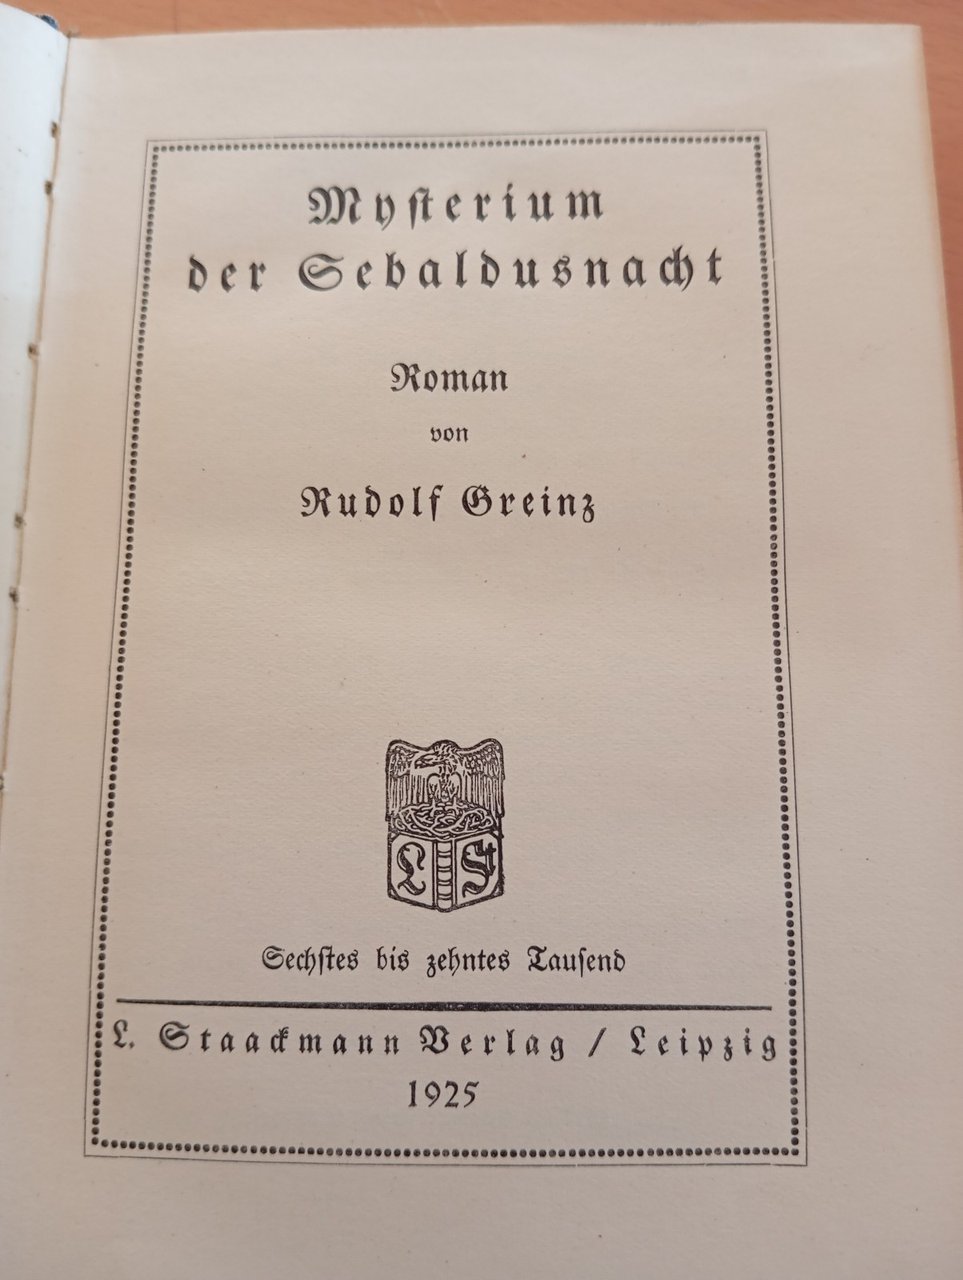 Mysterium
der Sebaldusnacht
Roman
von
Rudolf Greinz
L St
Sechstes bis zehntes Tausend
L. Staackmann Verlag / Leipzig
1925